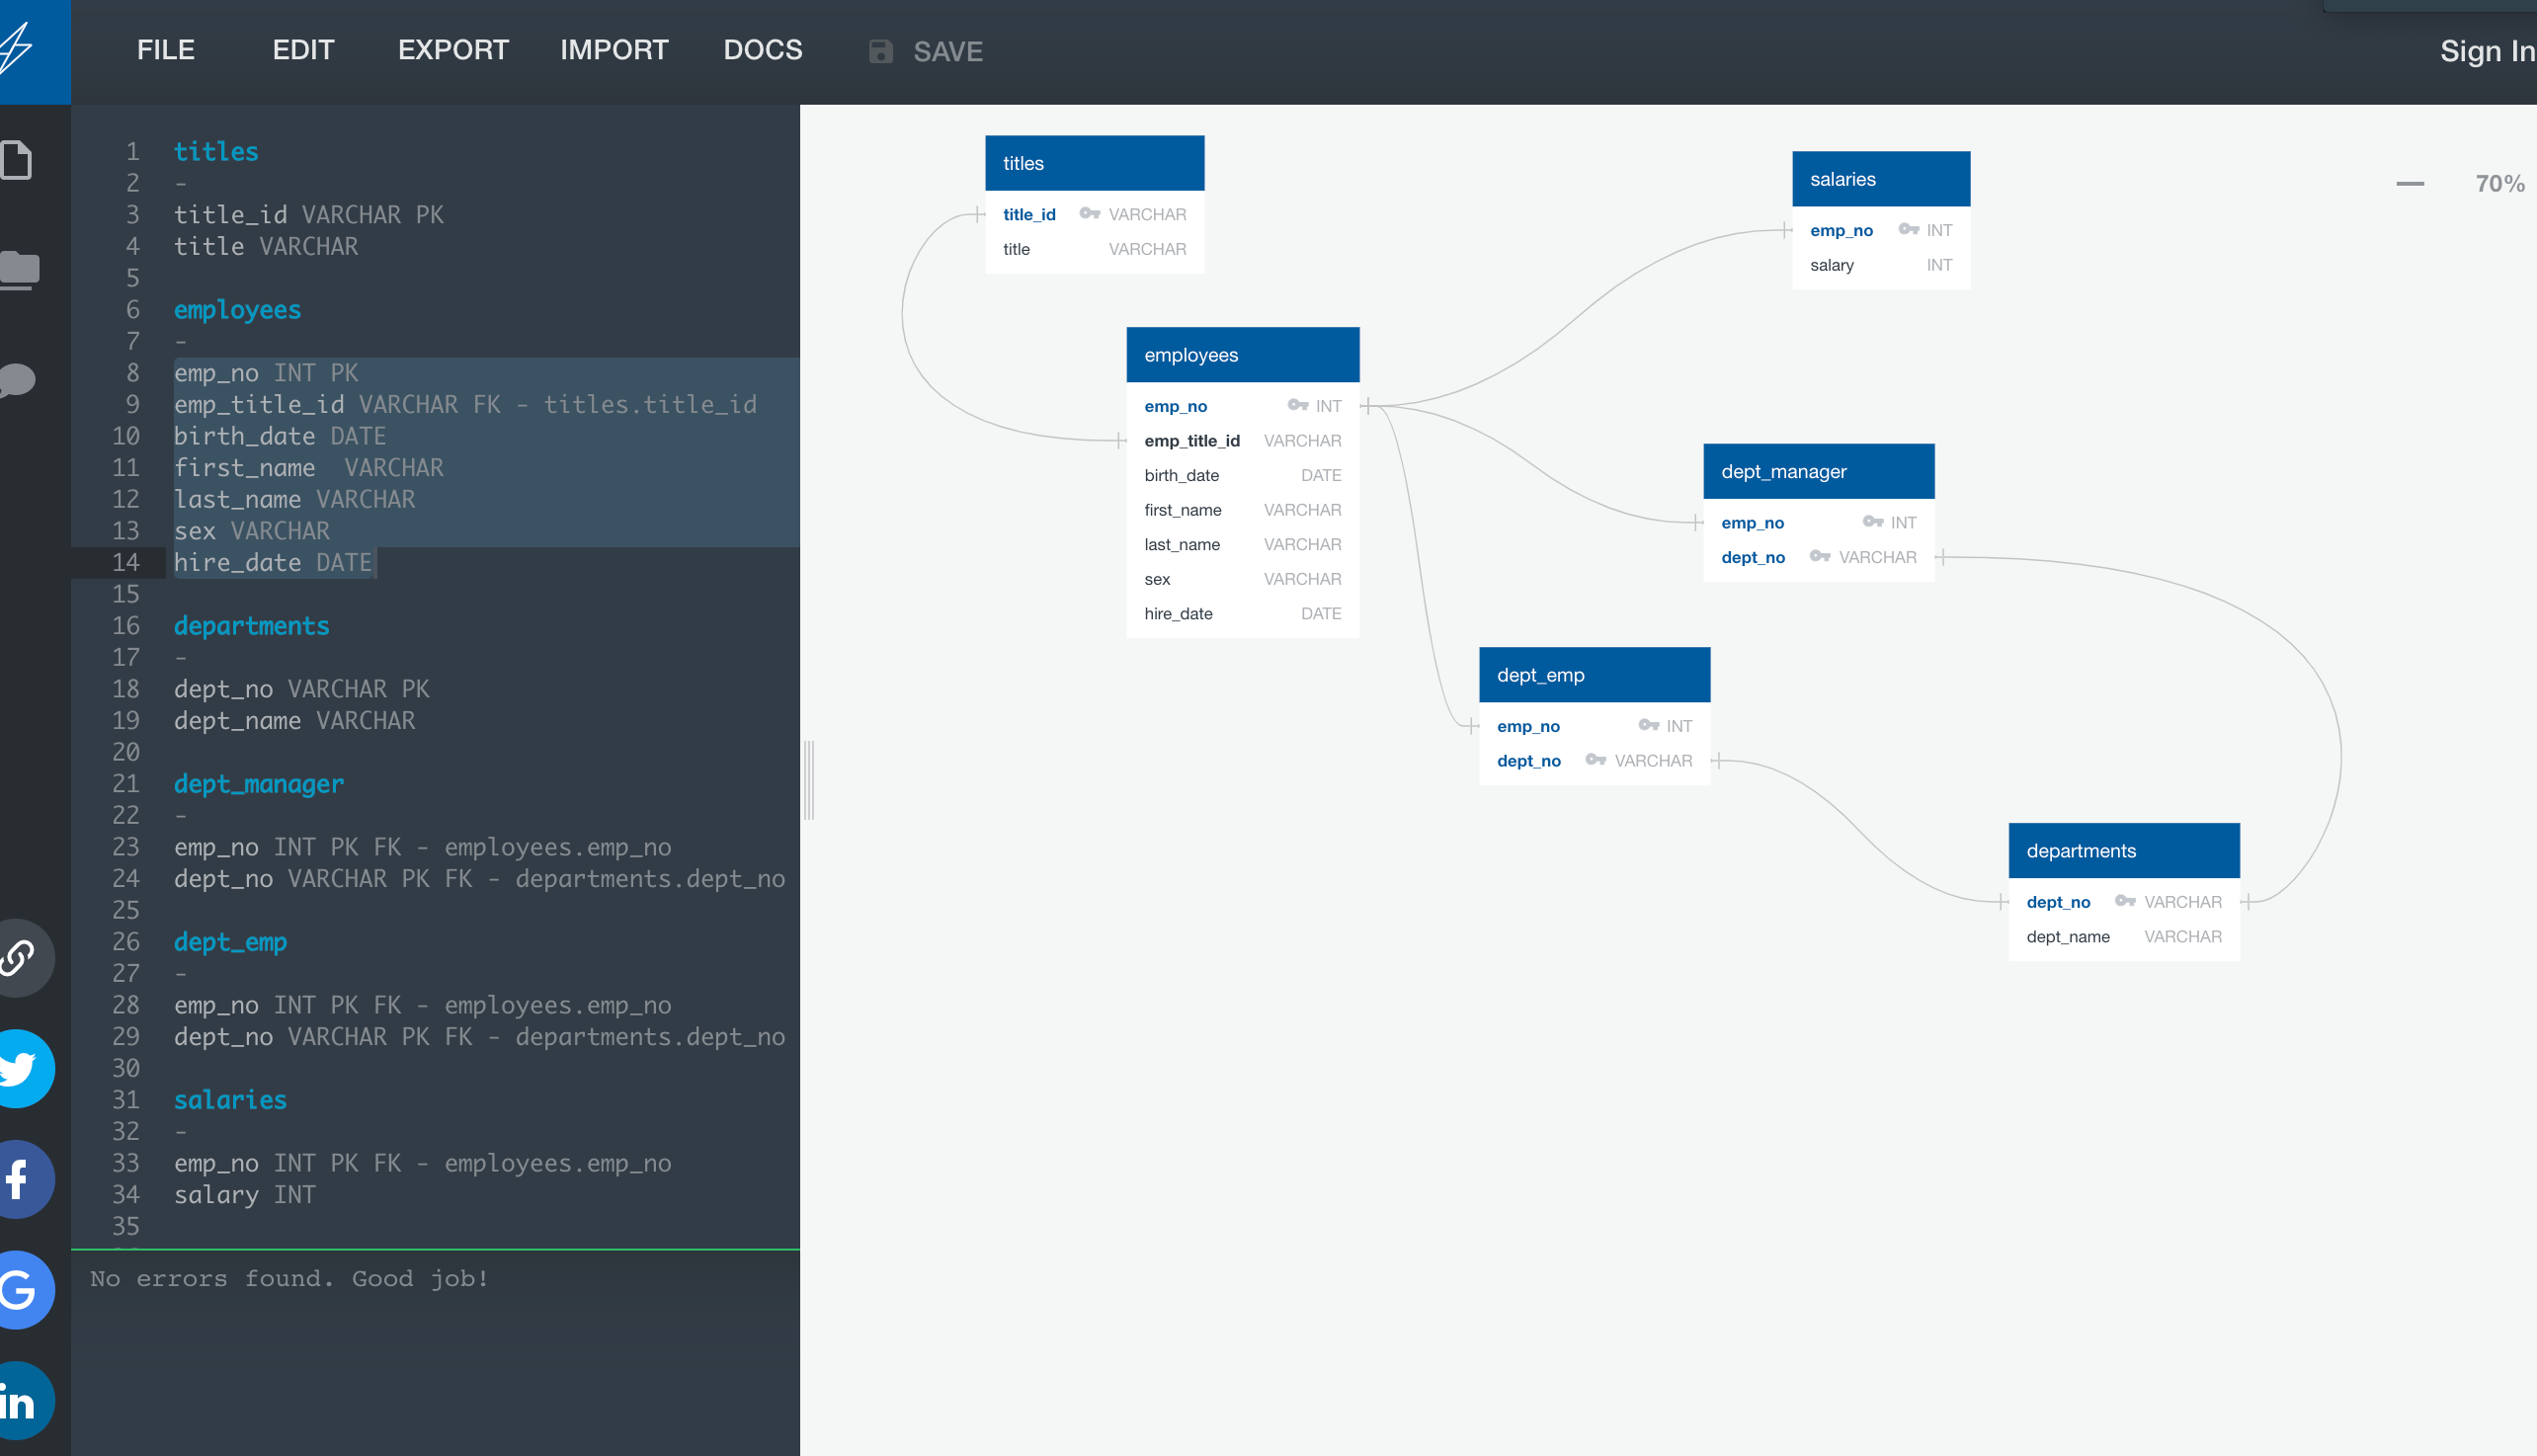 FILE EDIT EXPORT IMPORT DOCS SAVE Sign In
1 titles
2 -
3 title_id VARCHAR PK
4 title VARCHAR
5
6 employees
7 -
8 emp_no INT PK
9 emp_title_id VARCHAR FK - titles.title_id
10 birth_date DATE
11 first_name  VARCHAR
12 last_name VARCHAR
13 sex VARCHAR
14 hire_date DATE
15
16 departments
17 -
18 dept_no VARCHAR PK
19 dept_name VARCHAR
20
21 dept_manager
22 -
23 emp_no INT PK FK - employees.emp_no
24 dept_no VARCHAR PK FK - departments.dept_no
25
26 dept_emp
27 -
28 emp_no INT PK FK - employees.emp_no
29 dept_no VARCHAR PK FK - departments.dept_no
30
31 salaries
32 -
33 emp_no INT PK FK - employees.emp_no
34 salary INT
35
No errors found. Good job!
titles
title_id VARCHAR
title VARCHAR
salaries
emp_no INT
salary INT
70%
employees
emp_no INT
emp_title_id VARCHAR
birth_date DATE
first_name VARCHAR
last_name VARCHAR
sex VARCHAR
hire_date DATE
dept_manager
emp_no INT
dept_no VARCHAR
dept_emp
emp_no INT
dept_no VARCHAR
departments
dept_no VARCHAR
dept_name VARCHAR
f
G
in